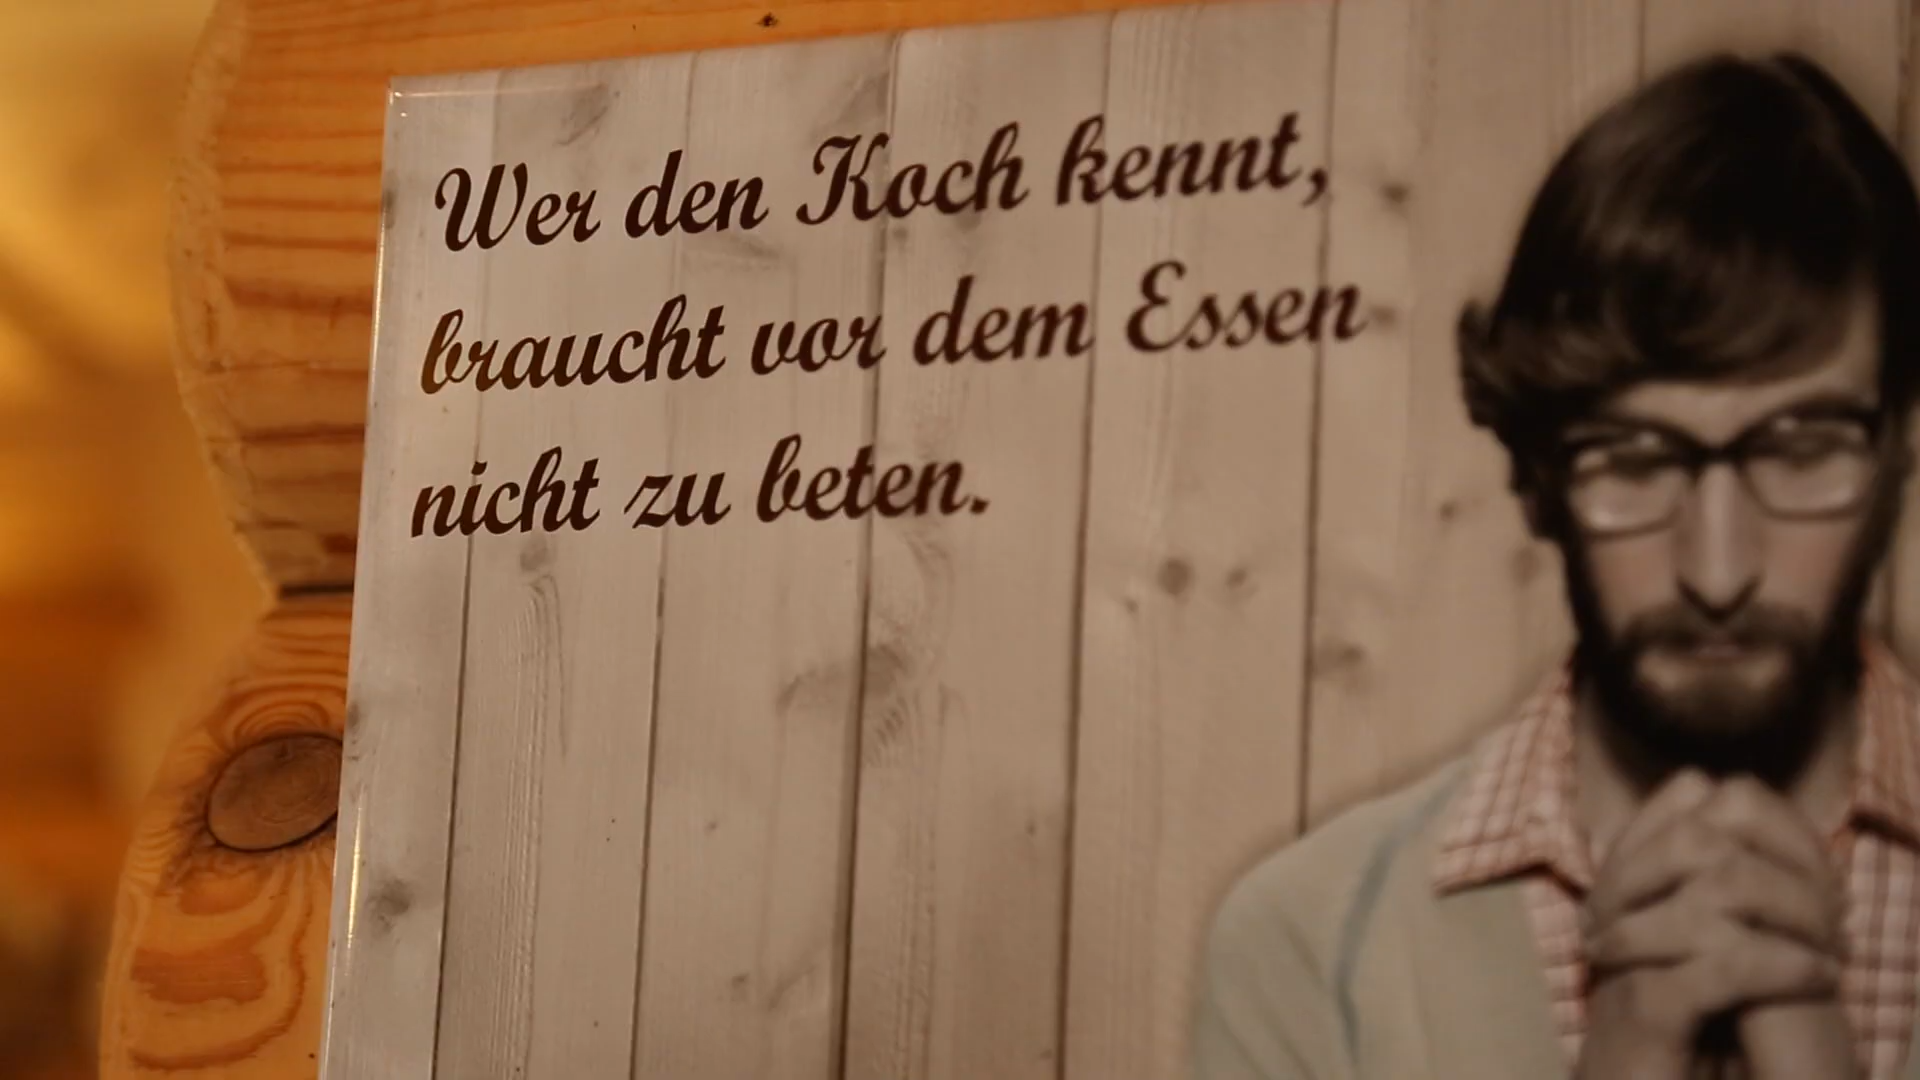 Wer den Koch kennt,
braucht vor dem Essen
nicht zu beten.